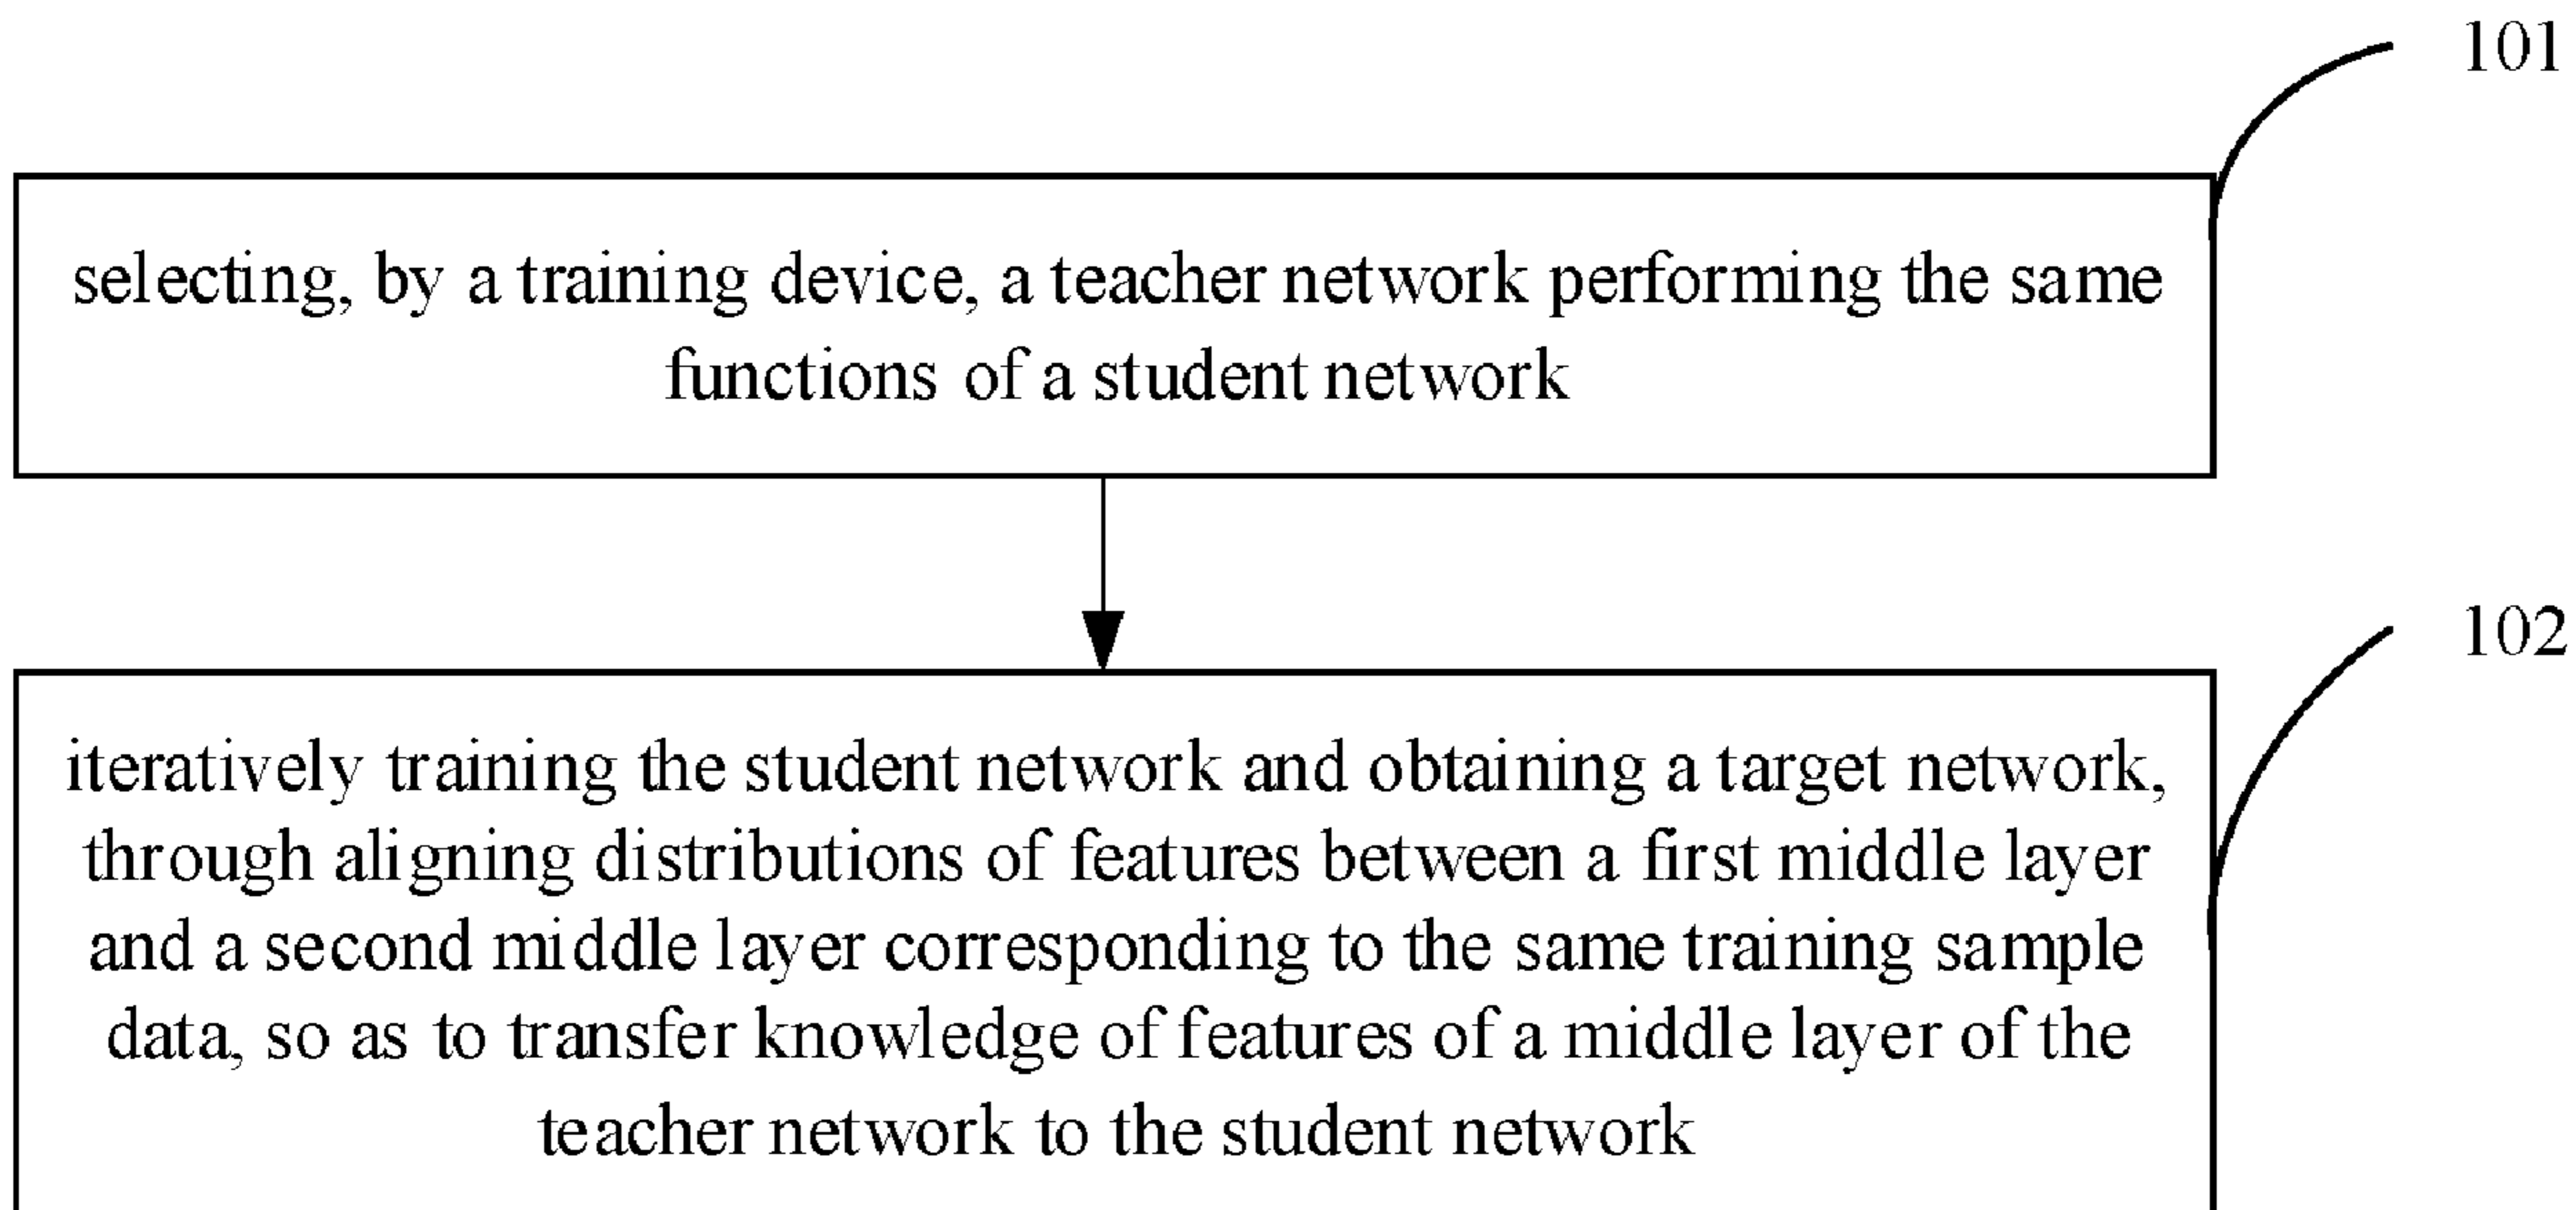 101
selecting, by a training device, a teacher network performing the same
functions of a student network
102
iteratively training the student network and obtaining a target network,
through aligning distributions of features between a first middle layer
and a second middle layer corresponding to the same training sample
data, so as to transfer knowledge of features of a middle layer of the
teacher network to the student network